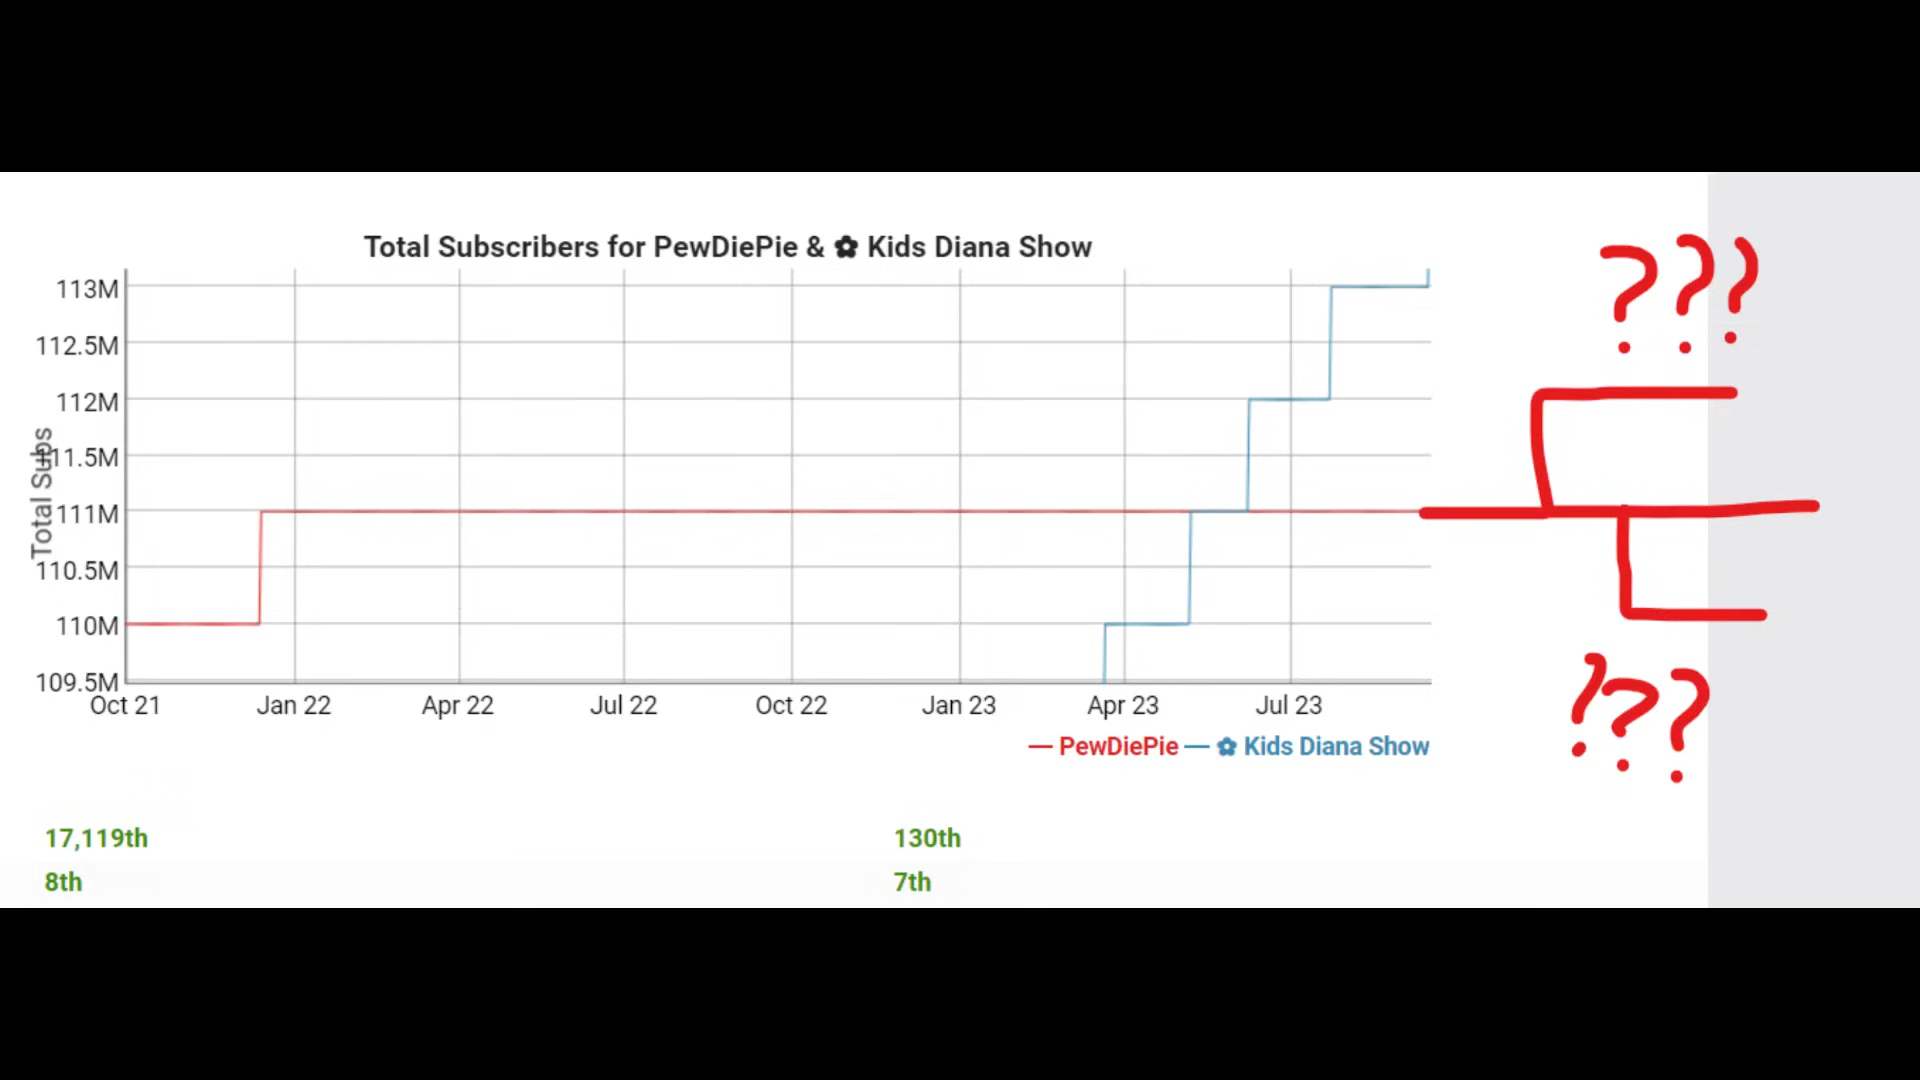 Total Subscribers for PewDiePie & ✿ Kids Diana Show
???
113M
112.5M
112M
111.5M
111M
110.5M
110M
109.5M
Total Subs
Oct 21 Jan 22 Apr 22 Jul 22 Oct 22 Jan 23 Apr 23 Jul 23
— PewDiePie — ✿ Kids Diana Show
???
17,119th 130th
8th 7th